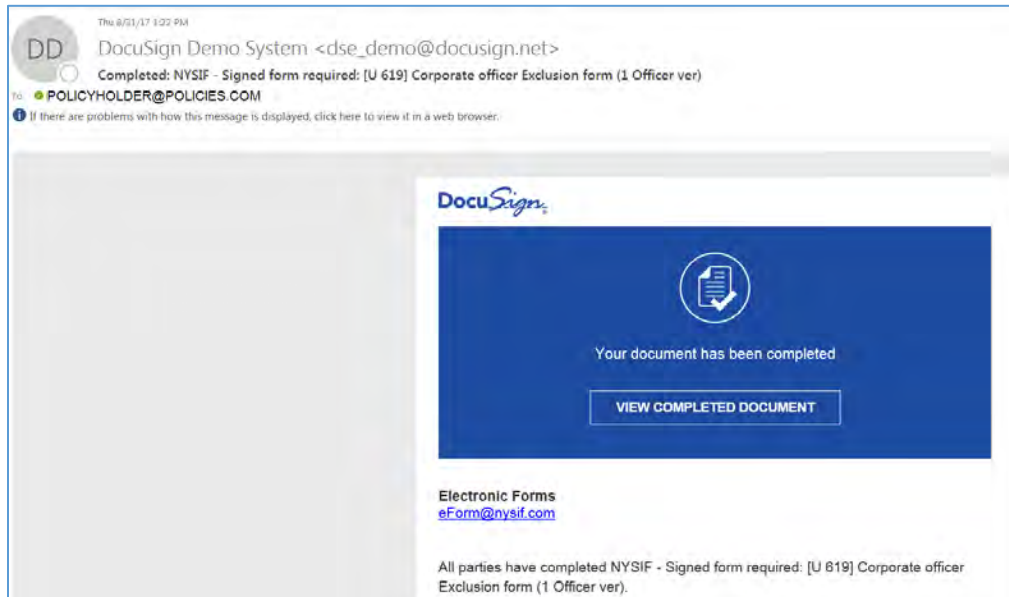 Thu 8/31/17 1:22 PM
DD
DocuSign Demo System <dse_demo@docusign.net>
Completed: NYSIF - Signed form required: [U 619] Corporate officer Exclusion form (1 Officer ver)
To POLICYHOLDER@POLICIES.COM
If there are problems with how this message is displayed, click here to view it in a web browser.
DocuSign
Your document has been completed
VIEW COMPLETED DOCUMENT
Electronic Forms
eForm@nysif.com
All parties have completed NYSIF - Signed form required: [U 619] Corporate officer
Exclusion form (1 Officer ver).